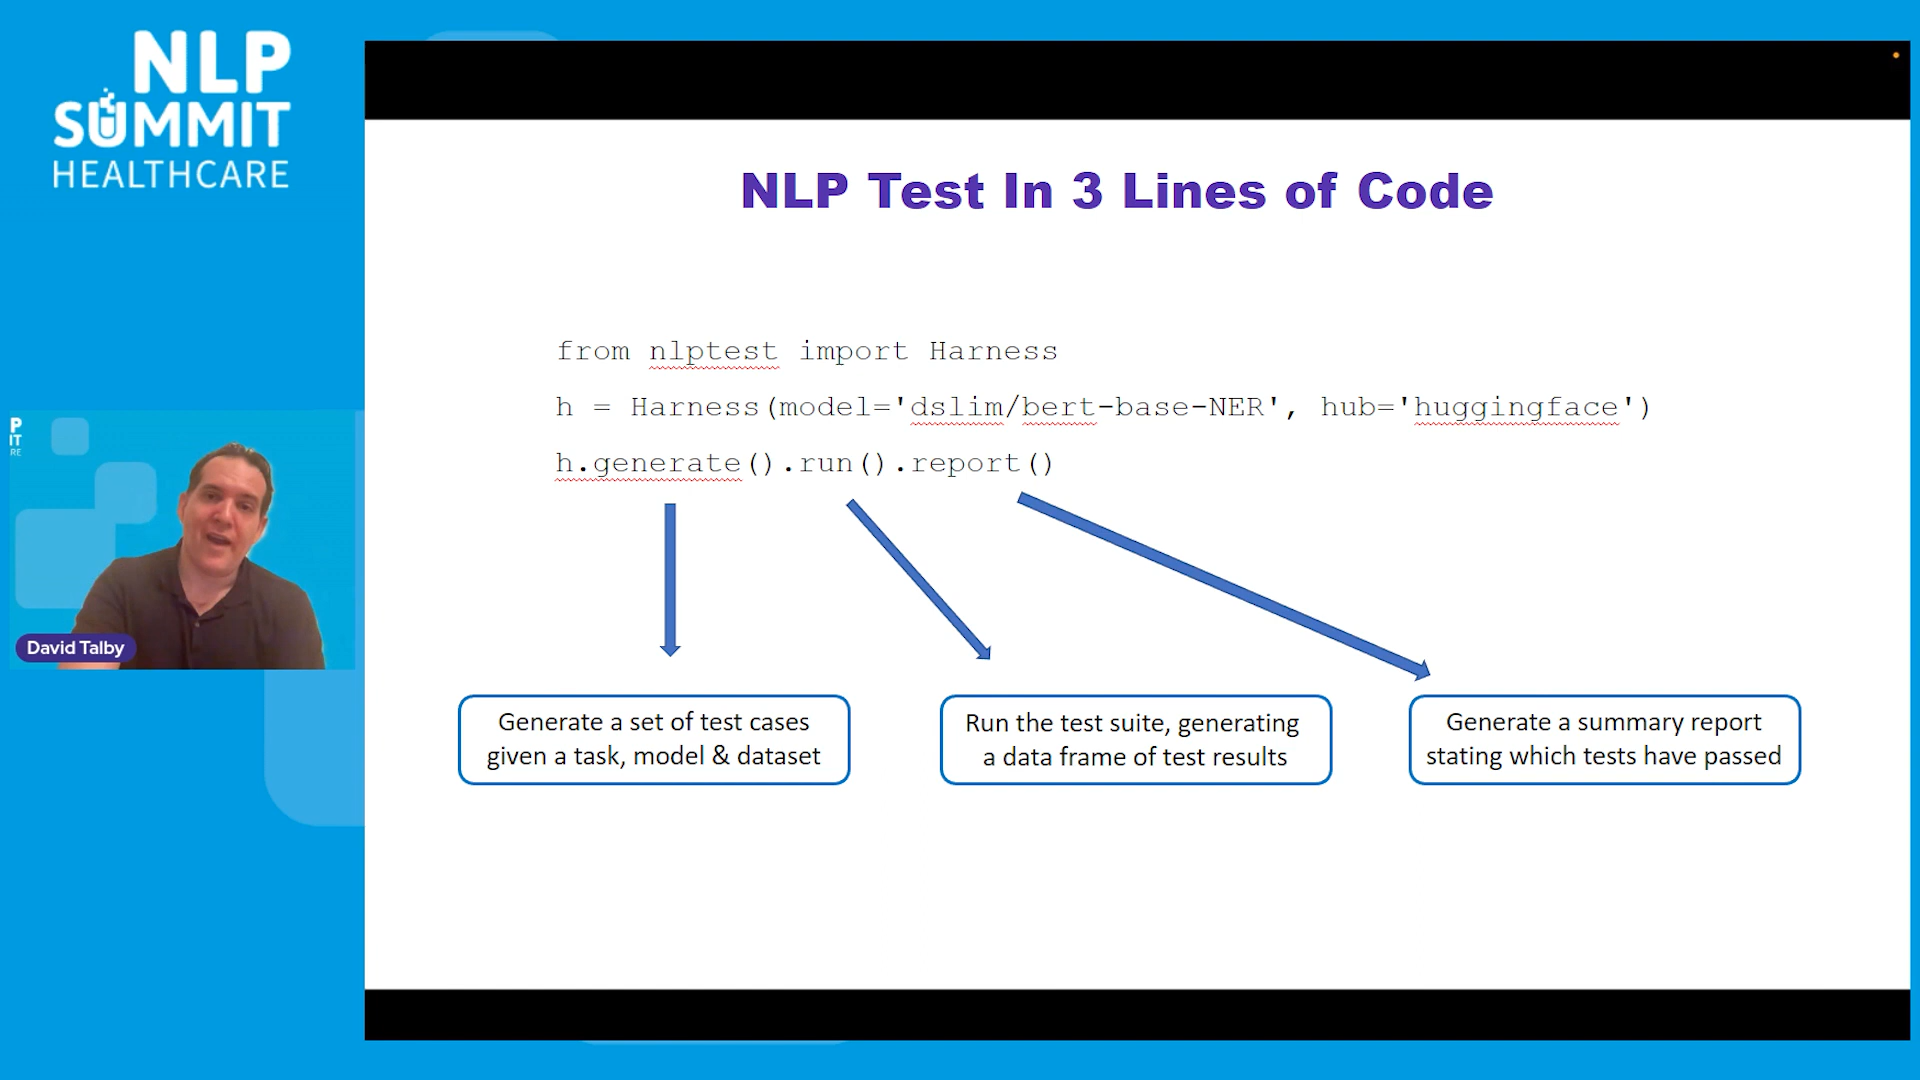 NLP
SUMMIT
HEALTHCARE
NLP Test In 3 Lines of Code
from nlptest import Harness
h = Harness(model='dslim/bert-base-NER', hub='huggingface')
h.generate().run().report()
Generate a set of test cases
given a task, model & dataset
Run the test suite, generating
a data frame of test results
Generate a summary report
stating which tests have passed
P
IT
RE
David Talby